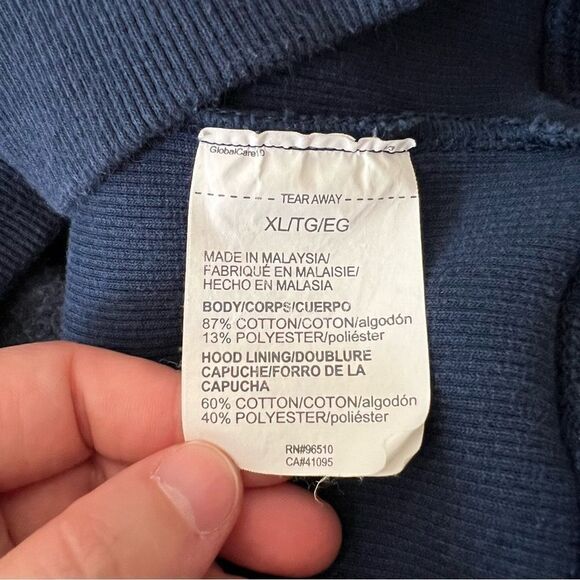 GlobalCare
TEAR AWAY
XL/TG/EG
MADE IN MALAYSIA/
FABRIQUÉ EN MALAISIE/
HECHO EN MALASIA
BODY/CORPS/CUERPO
87% COTTON/COTON/algodón
13% POLYESTER/poliéster
HOOD LINING/DOUBLURE
CAPUCHE/FORRO DE LA
CAPUCHA
60% COTTON/COTON/algodón
40% POLYESTER/poliéster
RN#96510
CA#41095